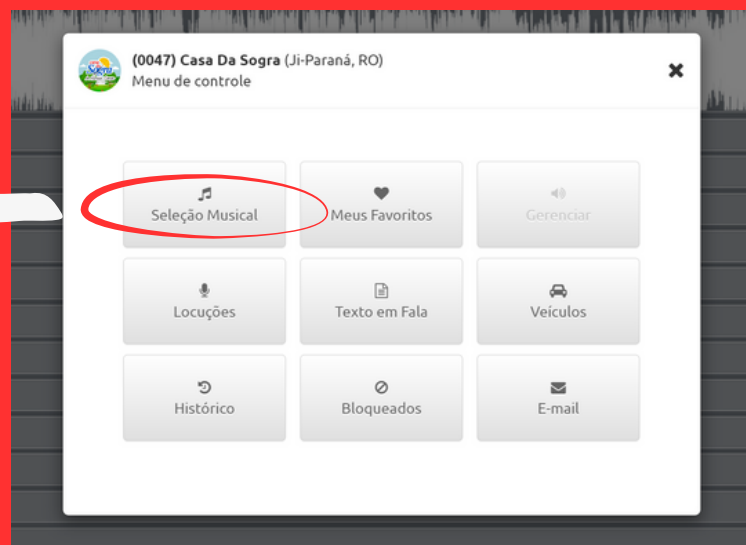 (0047) Casa Da Sogra (Ji-Paraná, RO)
Menu de controle
Seleção Musical
Meus Favoritos
Gerenciar
Locuções
Texto em Fala
Veículos
Histórico
Bloqueados
E-mail